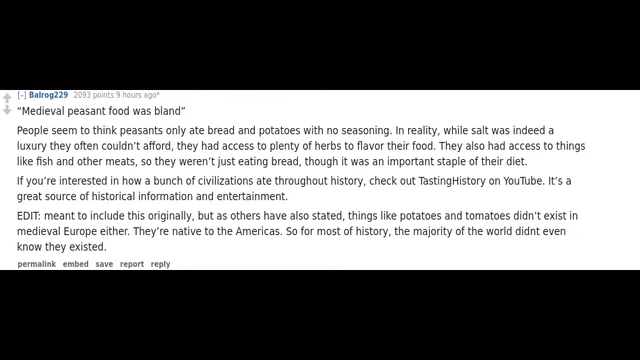 [–] Balrog229 2093 points 9 hours ago*
“Medieval peasant food was bland”
People seem to think peasants only ate bread and potatoes with no seasoning. In reality, while salt was indeed a
luxury they often couldn’t afford, they had access to plenty of herbs to flavor their food. They also had access to things
like fish and other meats, so they weren’t just eating bread, though it was an important staple of their diet.
If you’re interested in how a bunch of civilizations ate throughout history, check out TastingHistory on YouTube. It’s a
great source of historical information and entertainment.
EDIT: meant to include this originally, but as others have also stated, things like potatoes and tomatoes didn’t exist in
medieval Europe either. They’re native to the Americas. So for most of history, the majority of the world didnt even
know they existed.
permalink embed save report reply